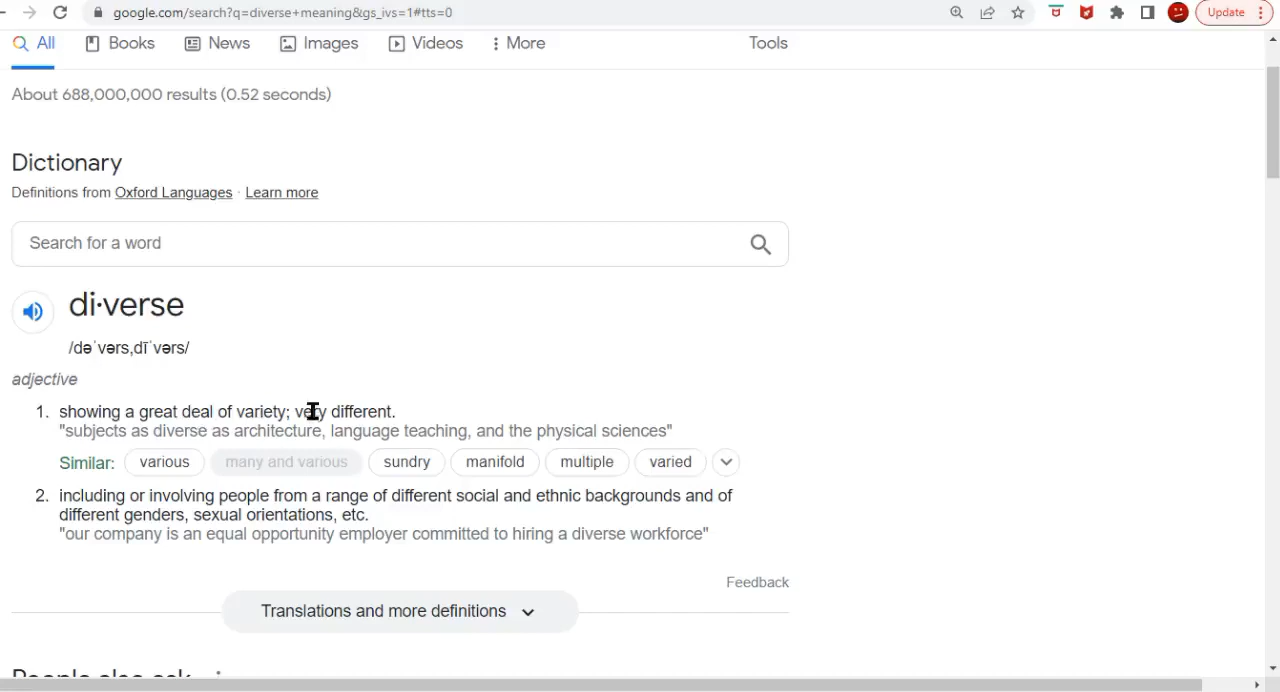 google.com/search?q=diverse+meaning&gs_ivs=1#tts=0 Update
All Books News Images Videos More Tools
About 688,000,000 results (0.52 seconds)
Dictionary
Definitions from Oxford Languages · Learn more
Search for a word
di·verse
/dəˈvərs,dīˈvərs/
adjective
1. showing a great deal of variety; very different.
"subjects as diverse as architecture, language teaching, and the physical sciences"
Similar: various many and various sundry manifold multiple varied
2. including or involving people from a range of different social and ethnic backgrounds and of
different genders, sexual orientations, etc.
"our company is an equal opportunity employer committed to hiring a diverse workforce"
Feedback
Translations and more definitions
People also ask